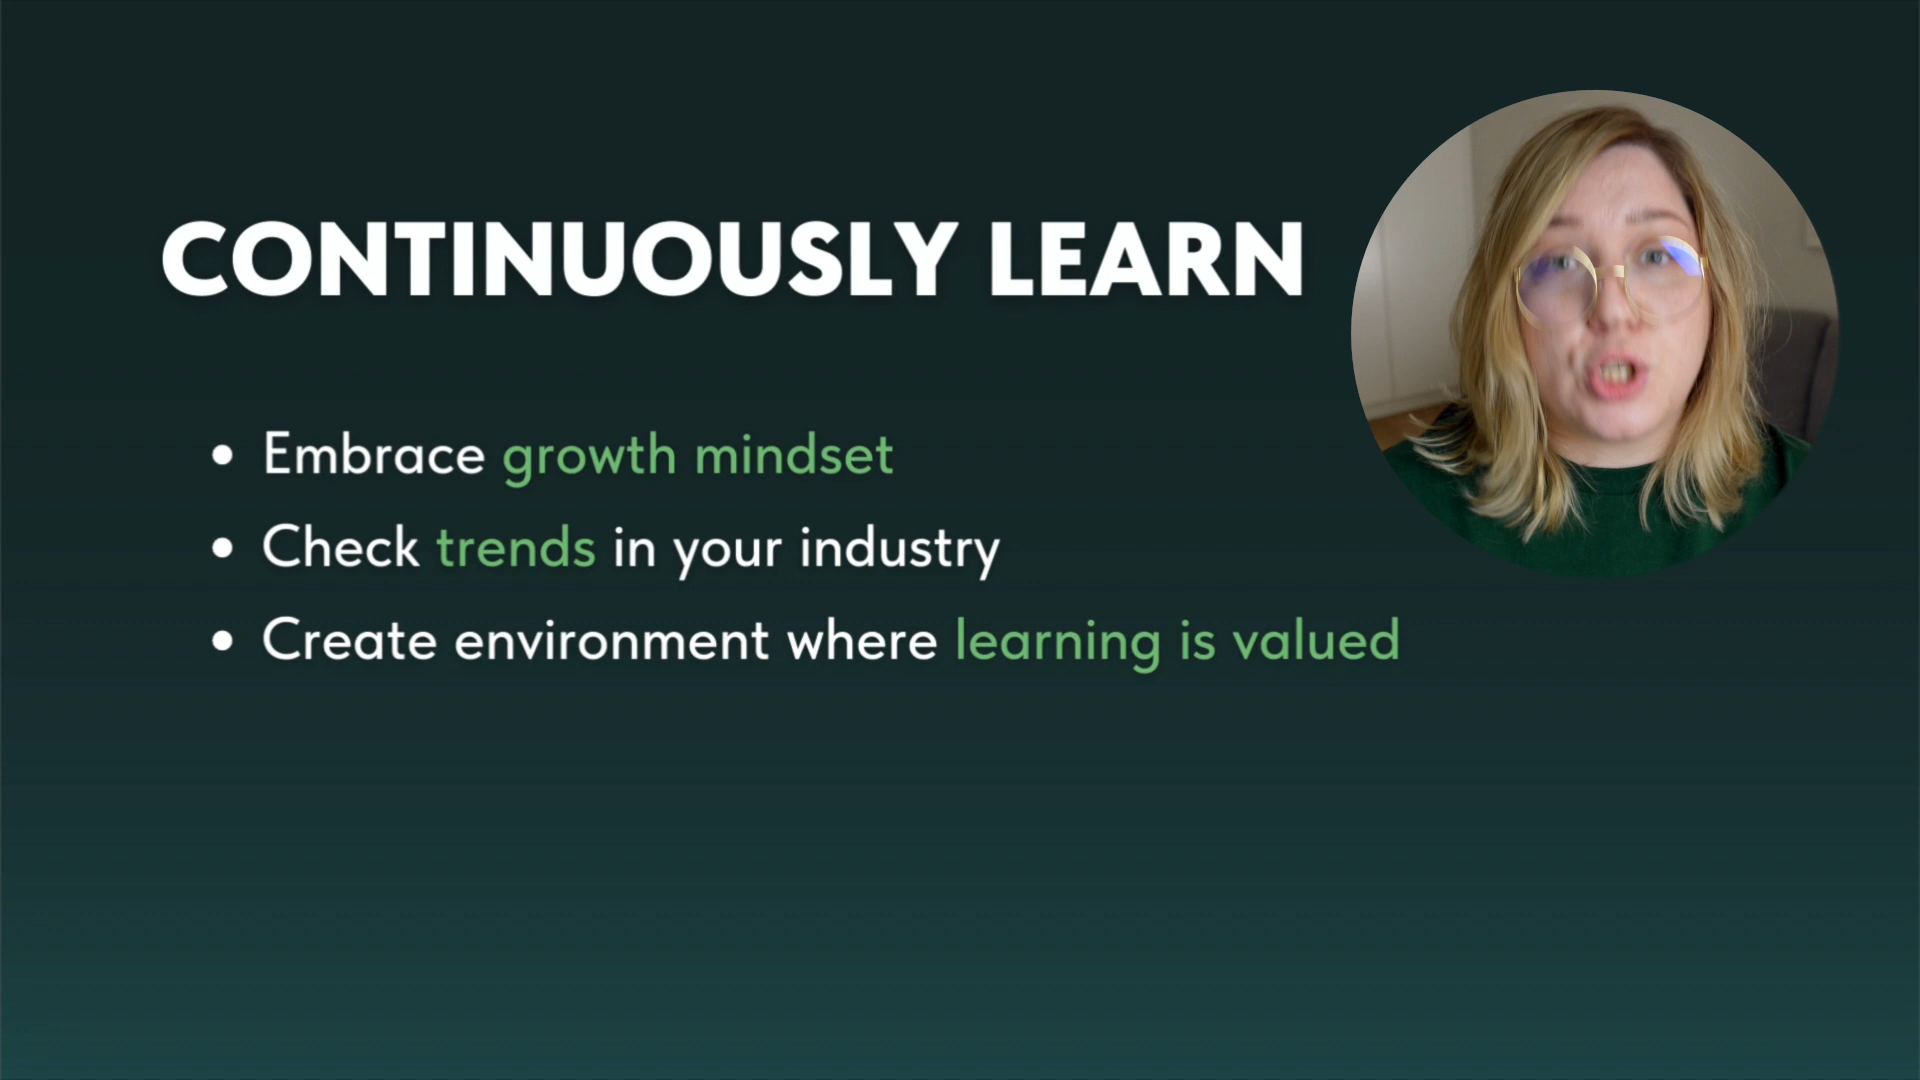 CONTINUOUSLY LEARN
• Embrace growth mindset
• Check trends in your industry
• Create environment where learning is valued